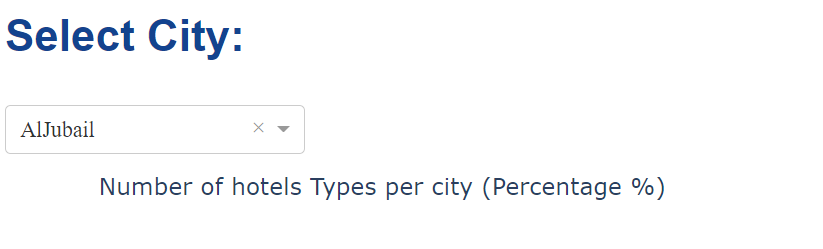 Select City:
AlJubail
Number of hotels Types per city (Percentage %)